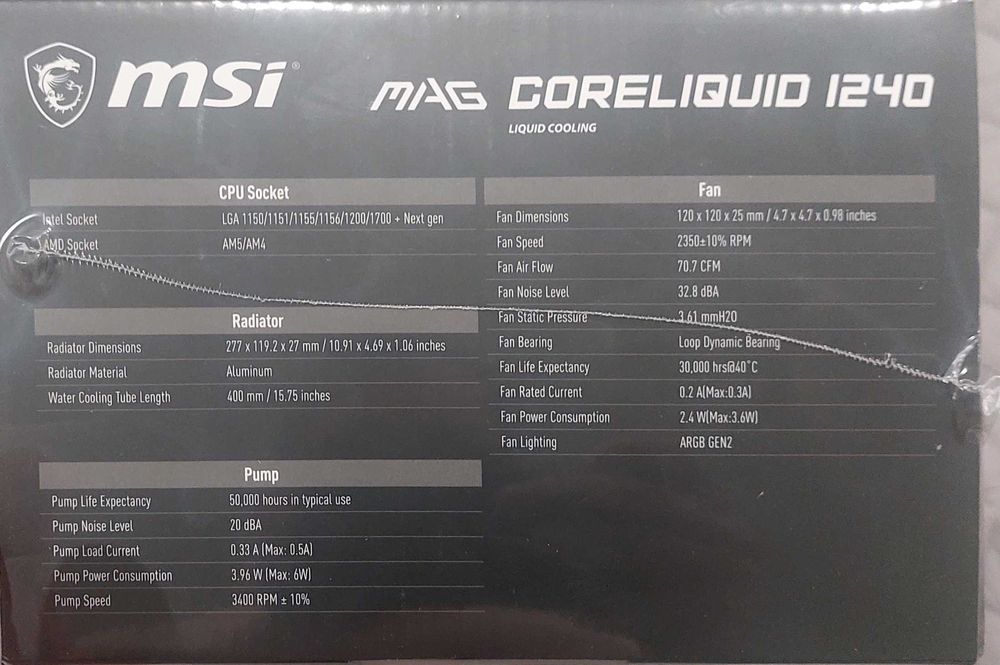 msi®
MAG CORELIQUID I240
LIQUID COOLING
CPU Socket
Intel Socket LGA 1150/1151/1155/1156/1200/1700 + Next gen
AMD Socket AM5/AM4
Radiator
Radiator Dimensions 277 x 119.2 x 27 mm / 10.91 x 4.69 x 1.06 inches
Radiator Material Aluminum
Water Cooling Tube Length 400 mm / 15.75 inches
Pump
Pump Life Expectancy 50,000 hours in typical use
Pump Noise Level 20 dBA
Pump Load Current 0.33 A (Max: 0.5A)
Pump Power Consumption 3.96 W (Max: 6W)
Pump Speed 3400 RPM ± 10%
Fan
Fan Dimensions 120 x 120 x 25 mm / 4.7 x 4.7 x 0.98 inches
Fan Speed 2350±10% RPM
Fan Air Flow 70.7 CFM
Fan Noise Level 32.8 dBA
Fan Static Pressure 3.61 mmH2O
Fan Bearing Loop Dynamic Bearing
Fan Life Expectancy 30,000 hrs@40˚C
Fan Rated Current 0.2 A(Max:0.3A)
Fan Power Consumption 2.4 W(Max:3.6W)
Fan Lighting ARGB GEN2